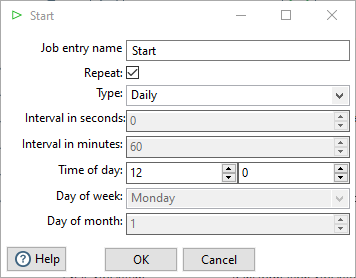 Start
Job entry name Start
Repeat:
Type: Daily
Interval in seconds: 0
Interval in minutes: 60
Time of day: 12 0
Day of week: Monday
Day of month: 1
Help OK Cancel